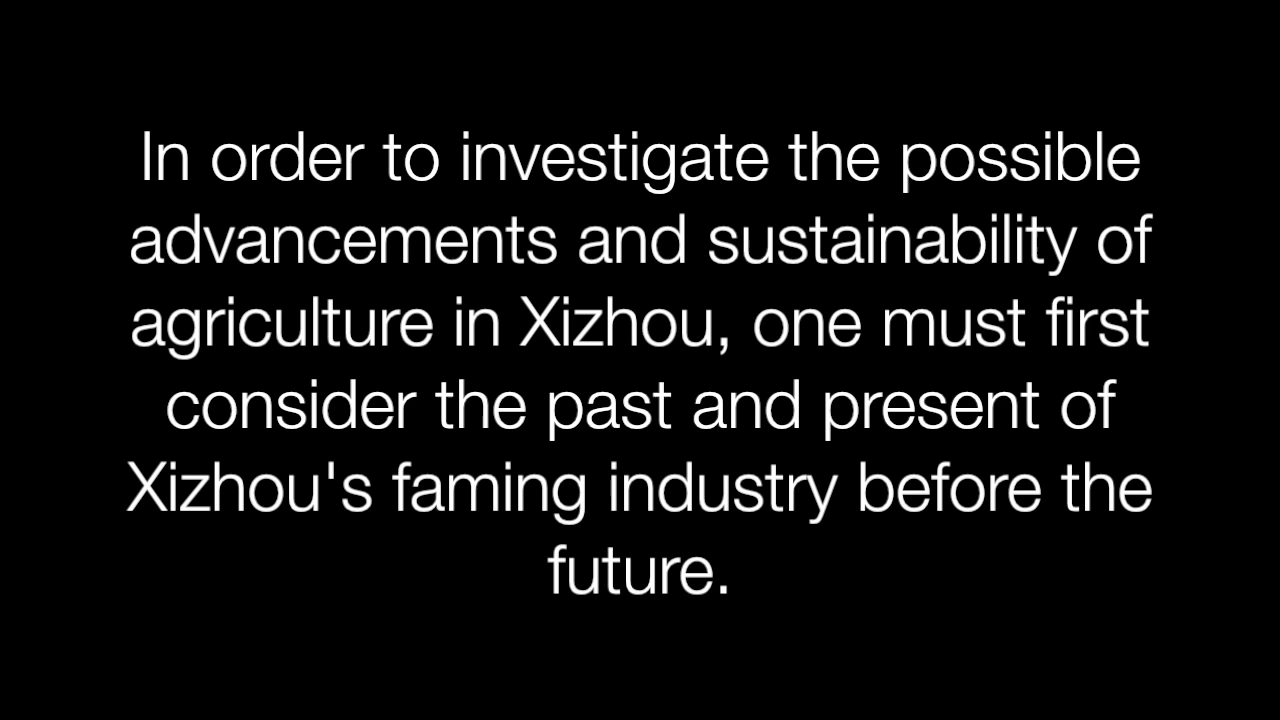 In order to investigate the possible
advancements and sustainability of
agriculture in Xizhou, one must first
consider the past and present of
Xizhou's faming industry before the
future.